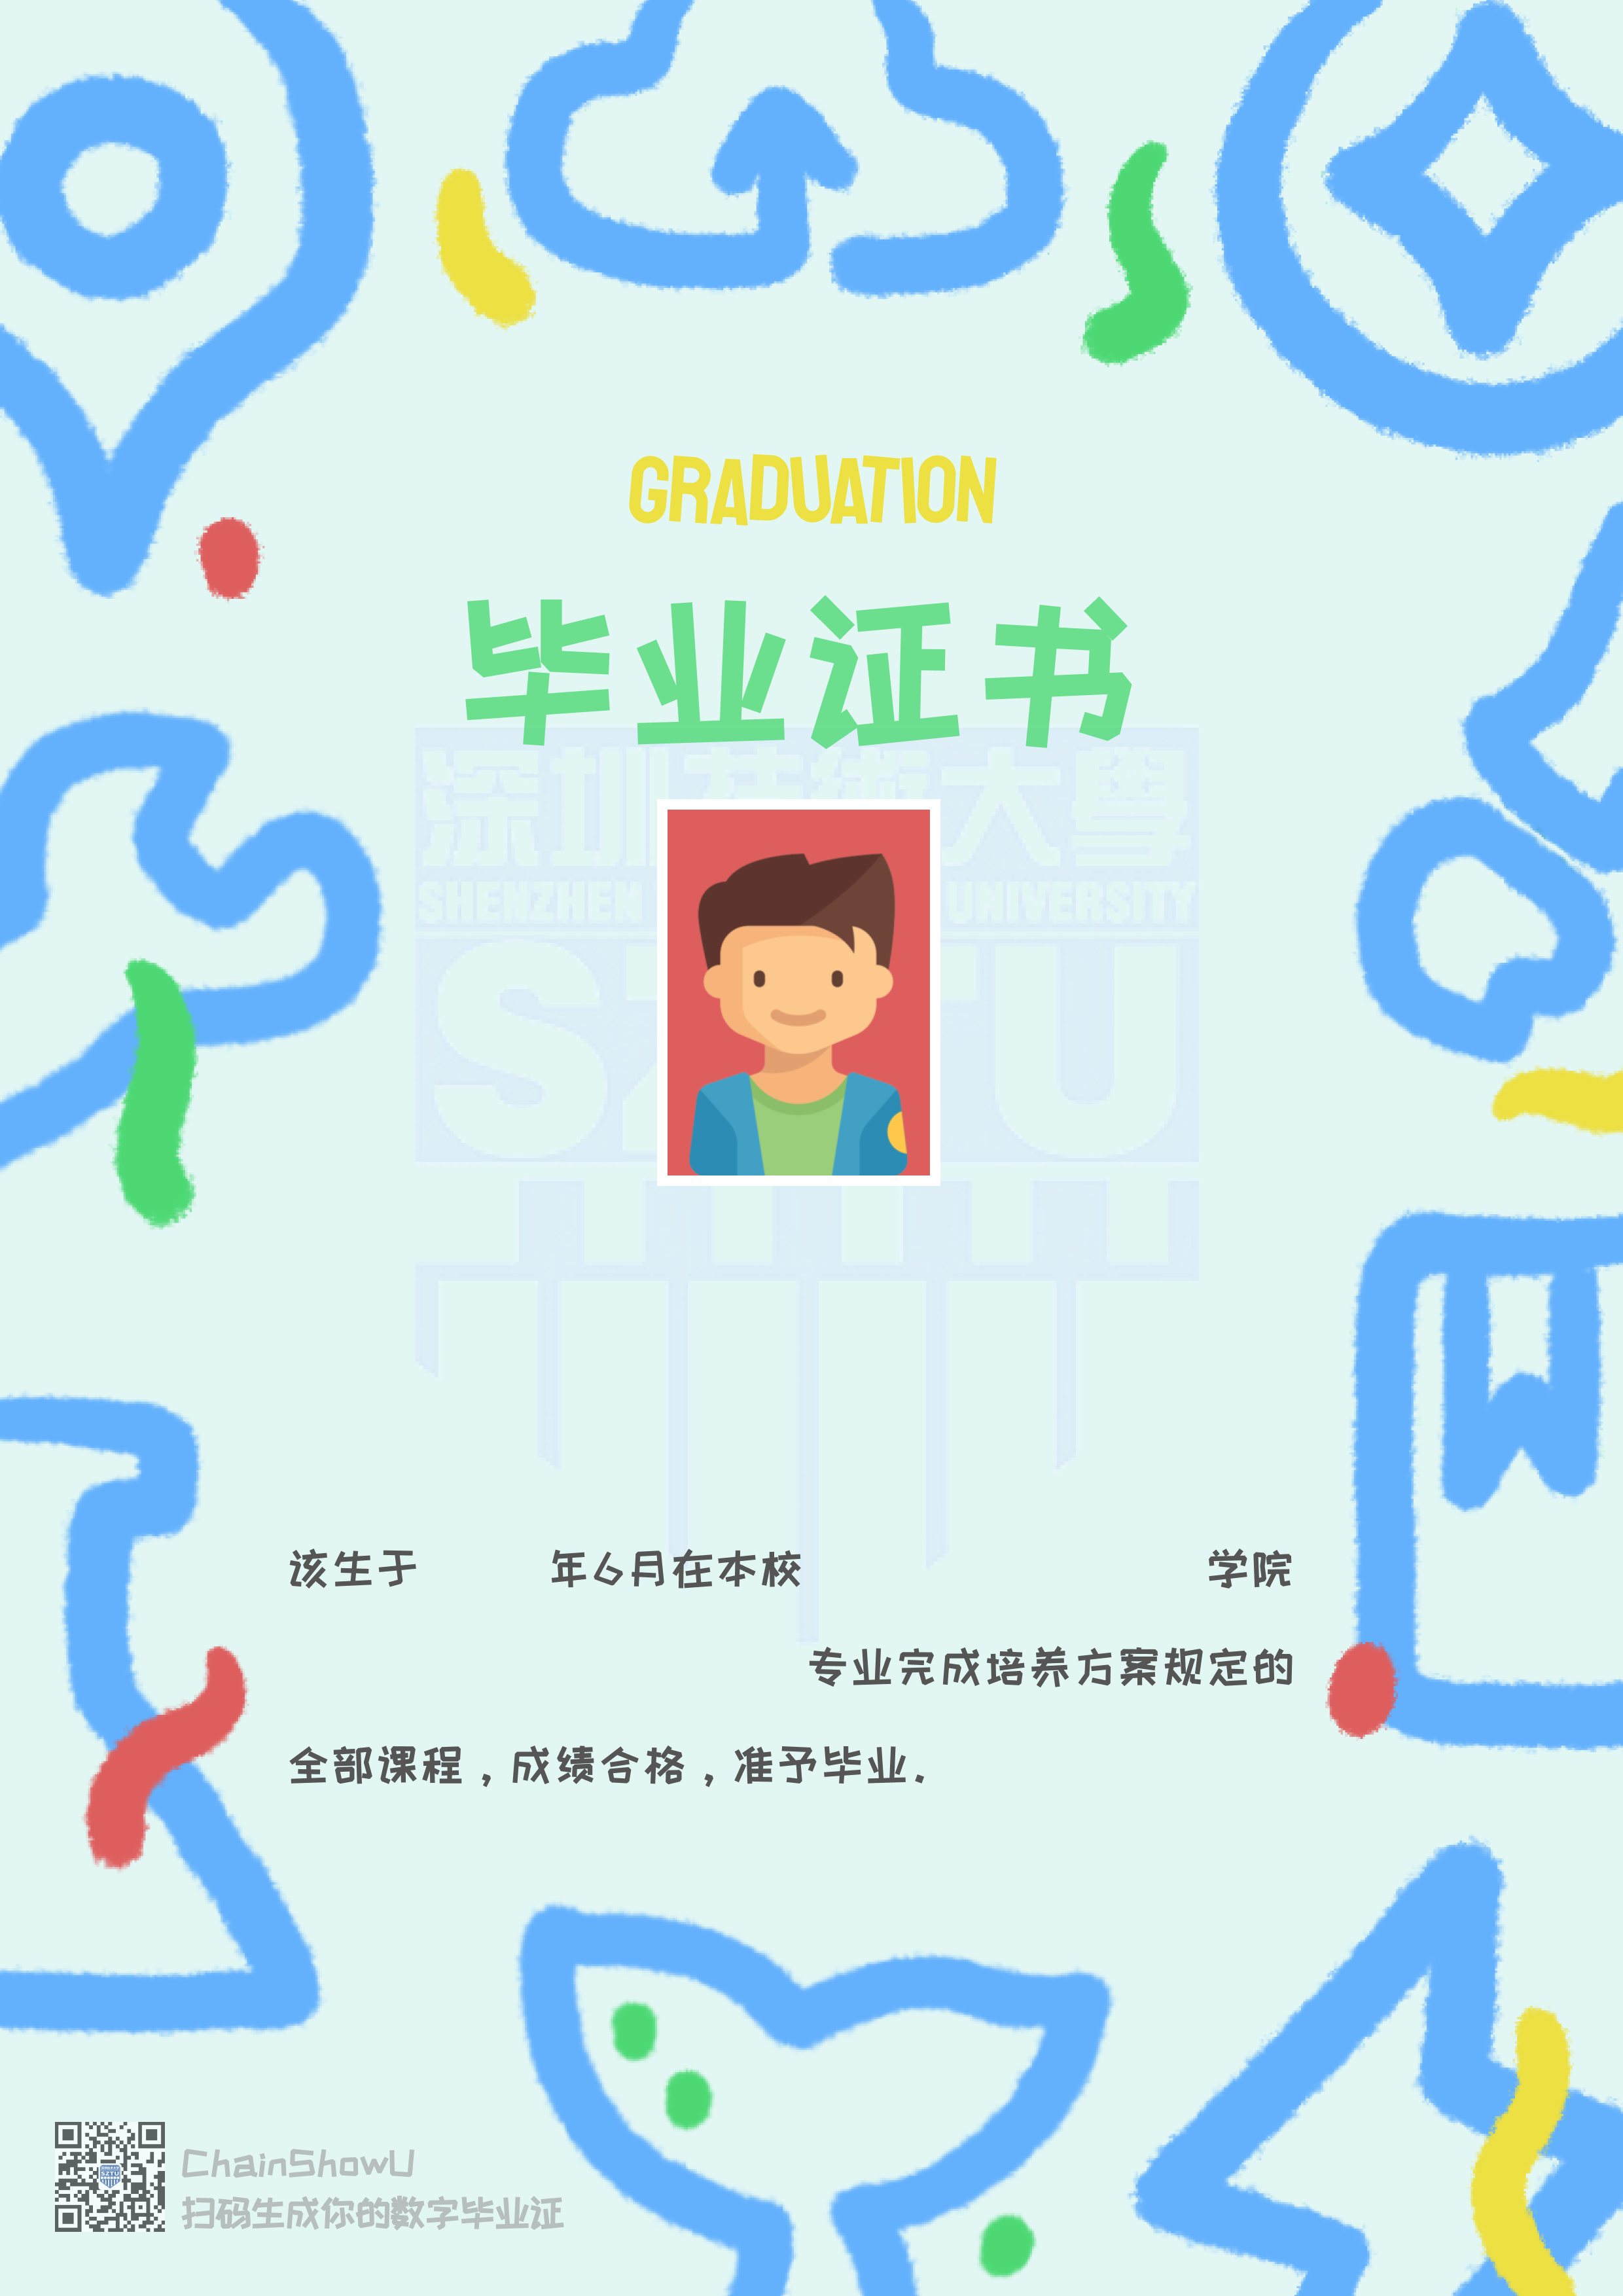 GRADUATION
毕业证书
深圳技術大學
SHENZHEN UNIVERSITY
SZTU
该生于 年6月在本校 学院
专业完成培养方案规定的
全部课程，成绩合格，准予毕业.
ChainShowU
扫码生成你的数字毕业证